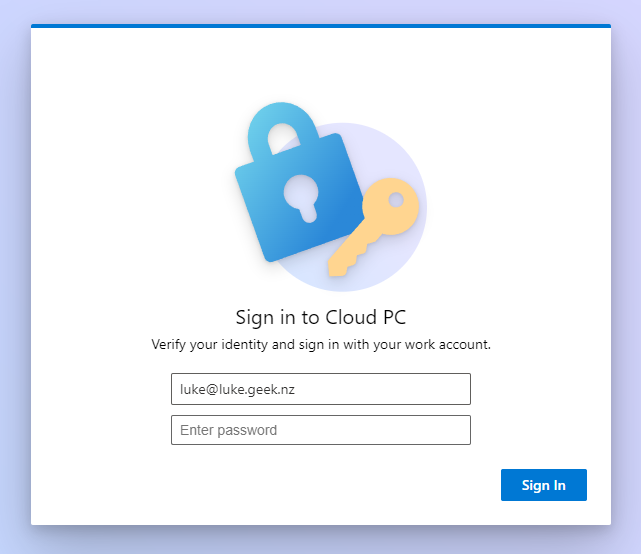 Sign in to Cloud PC
Verify your identity and sign in with your work account.
luke@luke.geek.nz
Enter password
Sign In